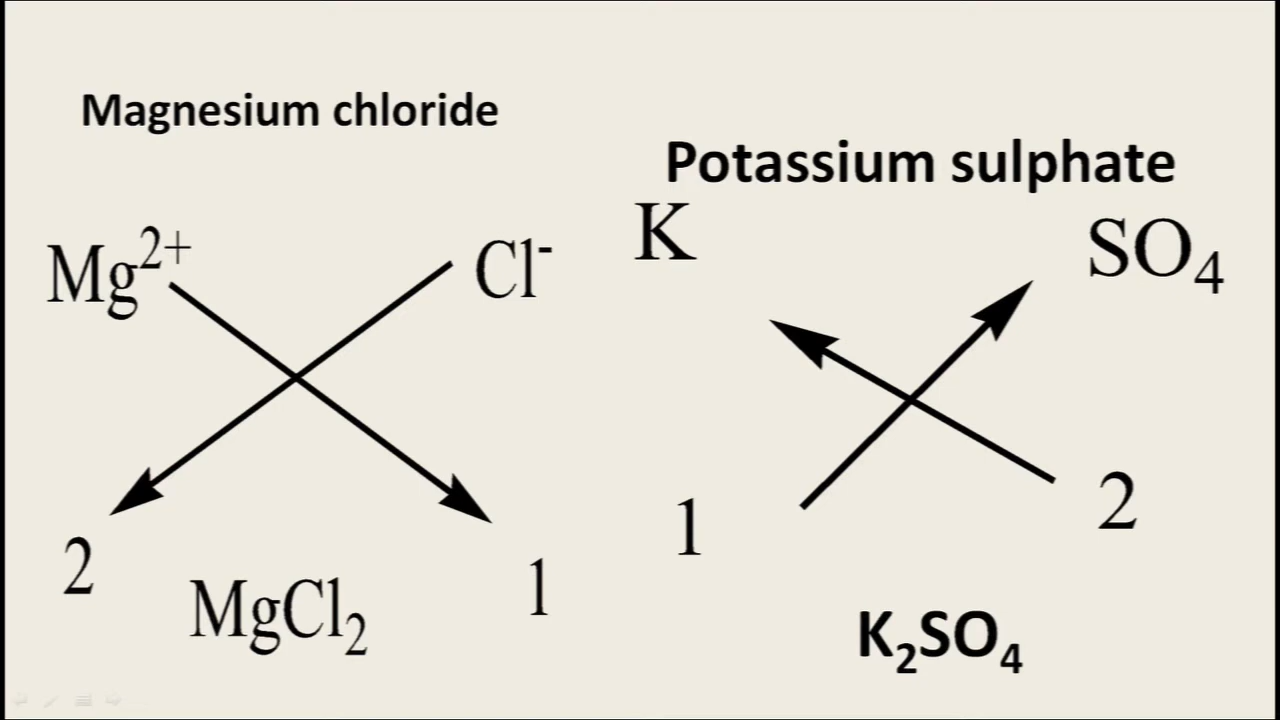 Magnesium chloride
Mg²⁺ Cl⁻
2 1
MgCl₂
Potassium sulphate
K SO₄
1 2
K₂SO₄